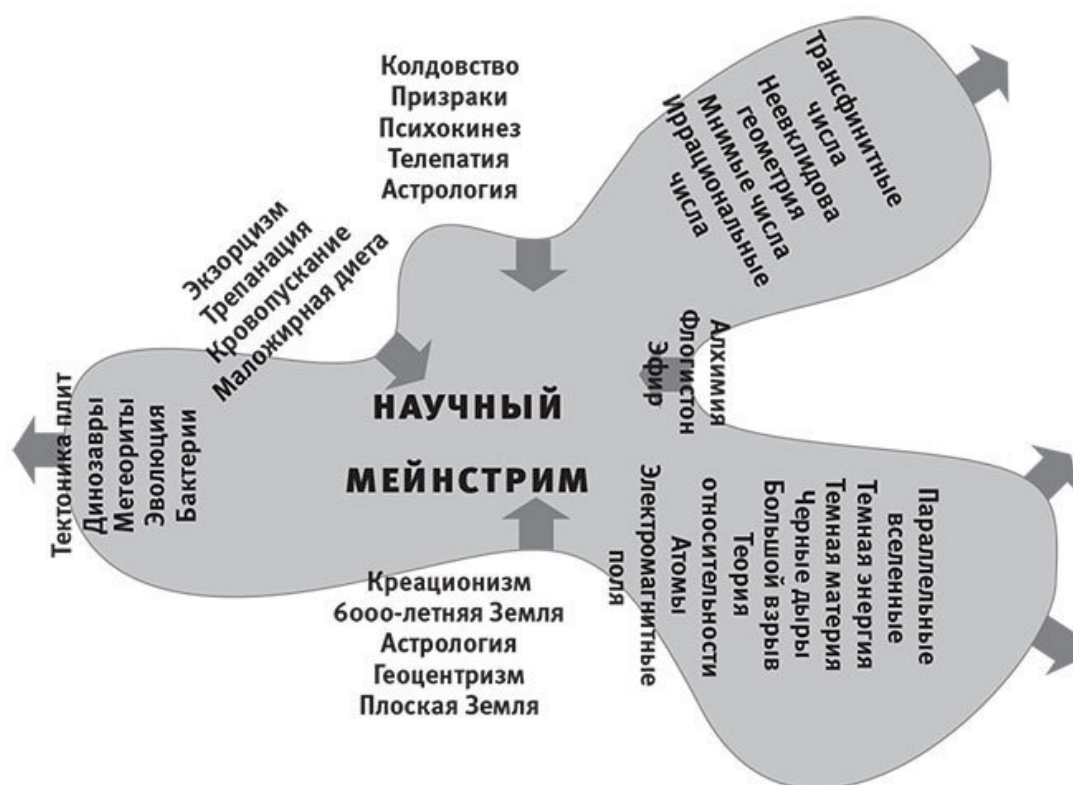 Колдовство
Призраки
Психокинез
Телепатия
Астрология
Трансфинитные
числа
Неевклидова
геометрия
Мнимые числа
Иррациональные
числа
Экзорцизм
Трепанация
Кровопускание
Маложирная диета
Алхимия
Флогистон
Эфир
НАУЧНЫЙ
МЕЙНСТРИМ
Тектоника плит
Динозавры
Метеориты
Эволюция
Бактерии
Параллельные
вселенные
Темная энергия
Темная материя
Черные дыры
Большой взрыв
Теория
относительности
Атомы
Электромагнитные
поля
Креационизм
6000-летняя Земля
Астрология
Геоцентризм
Плоская Земля